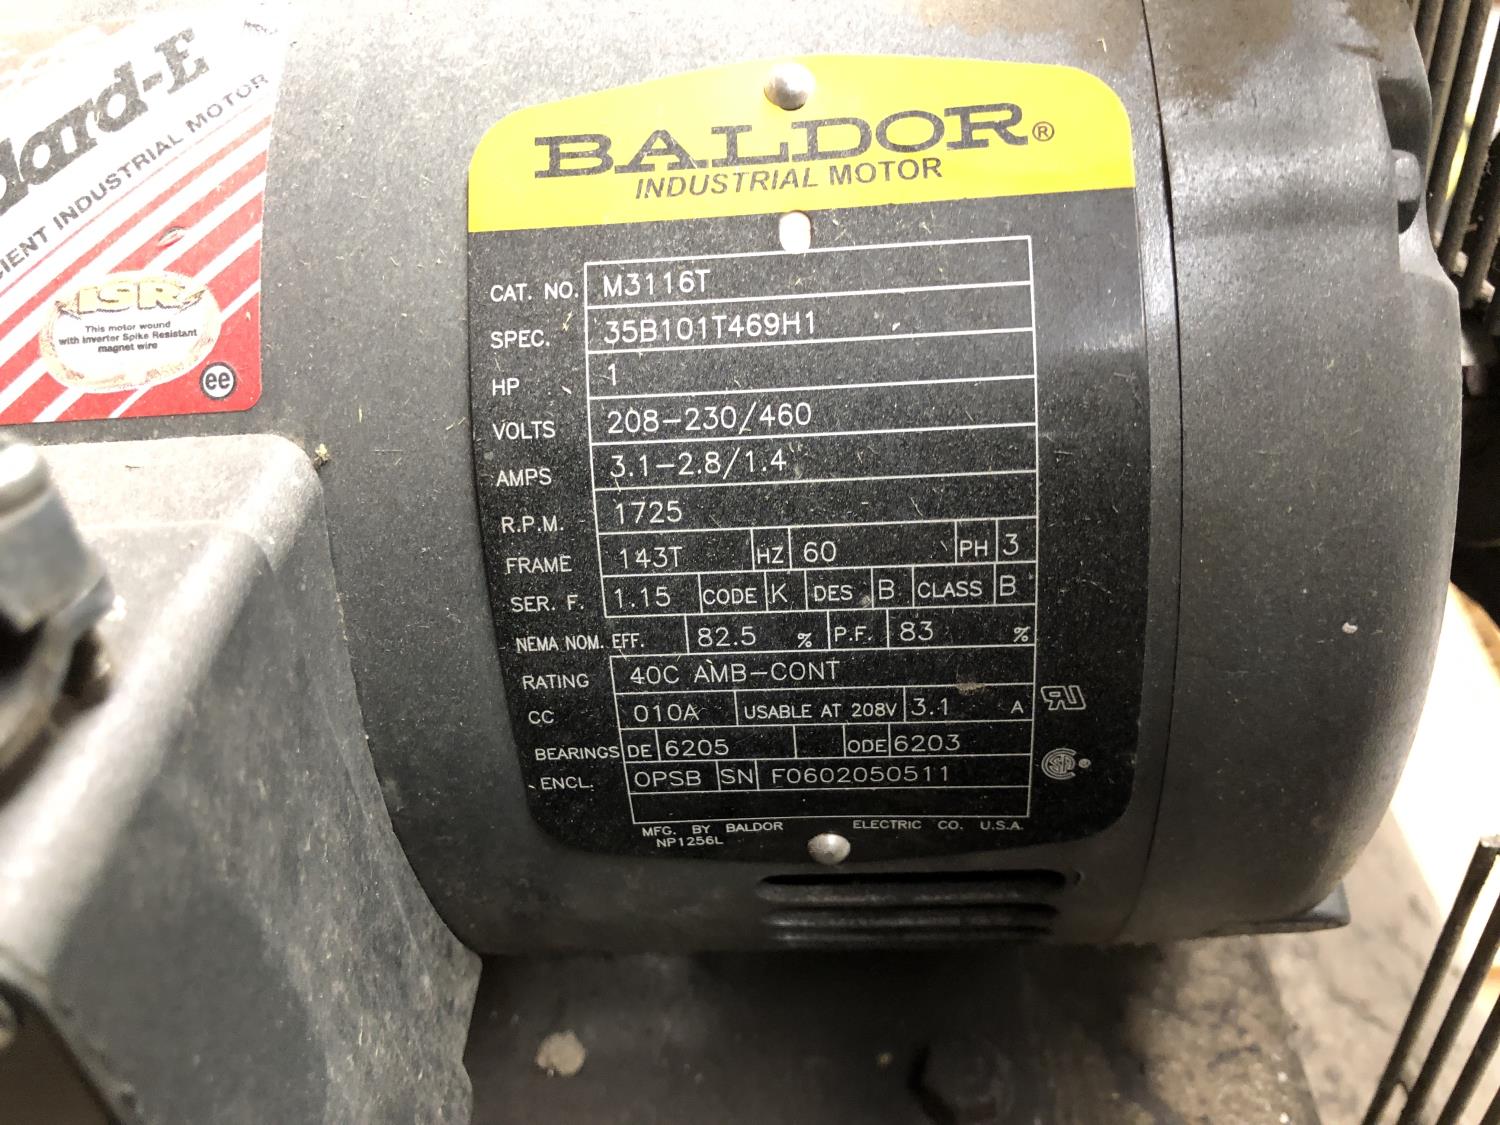 BALDOR®
INDUSTRIAL MOTOR
CAT. NO. M3116T
SPEC. 35B101T469H1
HP 1
VOLTS 208-230/460
AMPS 3.1-2.8/1.4
R.P.M. 1725
FRAME 143T HZ 60 PH 3
SER. F. 1.15 CODE K DES B CLASS B
NEMA NOM. EFF. 82.5 % P.F. 83 %
RATING 40C AMB-CONT
CC 010A USABLE AT 208V 3.1 A
BEARINGS DE 6205 ODE 6203
ENCL. OPSB SN F0602050511
MFG. BY BALDOR ELECTRIC CO. U.S.A.
NP1256L
dard-E
CIENT INDUSTRIAL MOTOR
ISR
This motor wound
with Inverter Spike Resistant
magnet wire
ee